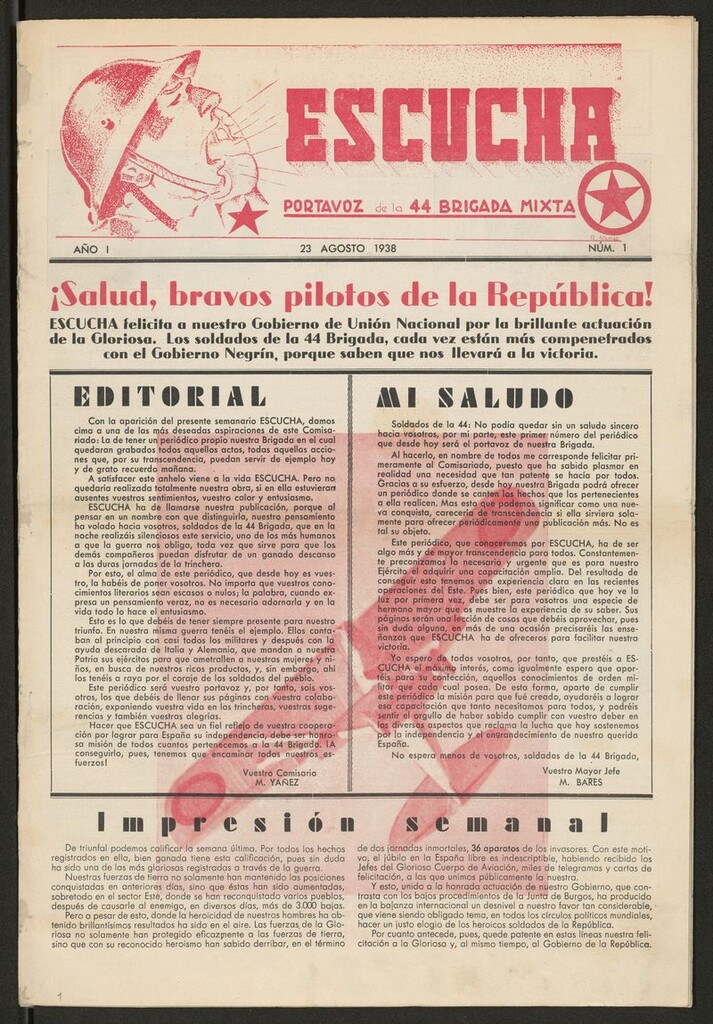 ESCUCHA
PORTAVOZ de la 44 BRIGADA MIXTA
AÑO I
23 AGOSTO 1938
NÚM. 1
¡Salud, bravos pilotos de la República!
ESCUCHA felicita a nuestro Gobierno de Unión Nacional por la brillante actuación
de la Gloriosa. Los soldados de la 44 Brigada, cada vez están más compenetrados
con el Gobierno Negrín, porque saben que nos llevará a la victoria.
EDITORIAL
Con la aparición del presente semanario ESCUCHA, damos
cima a una de las más deseadas aspiraciones de este Comisa-
riado: La de tener un periódico propio nuestra Brigada en el cual
quedaran grabados todos aquellos actos, todas aquellas accio-
nes que, por su transcendencia, puedan servir de ejemplo hoy
y de grato recuerdo mañana.
A satisfacer este anhelo viene a la vida ESCUCHA. Pero no
quedaría realizada totalmente nuestra obra, si en ella estuvieran
ausentes vuestros sentimientos, vuestro calor y entusiasmo.
ESCUCHA ha de llamarse nuestra publicación, porque al
pensar en un nombre con que distinguirla, nuestro pensamiento
ha volado hacia vosotros, soldados de la 44 Brigada, que en la
noche realizáis silenciosos este servicio, uno de los más humanos
a que la guerra nos obliga, toda vez que sirve para que los
demás compañeros puedan disfrutar de un ganado descanso
a las duras jornadas de la trinchera.
Por esto, el alma de este periódico, que desde hoy es vues-
tro, la habéis de poner vosotros. No importa que vuestros cono-
cimientos literarios sean escasos o nulos; la palabra, cuando ex-
presa un pensamiento veraz, no es necesario adornarla y en la
vida todo lo hace el entusiasmo.
Esto es lo que debéis de tener siempre presente para nuestro
triunfo. En nuestra misma guerra tenéis el ejemplo. Ellos conta-
ban al principio con casi todos los militares y después con la
ayuda descarada de Italia y Alemania, que mandan a nuestra
Patria sus ejércitos para que ametrallen a nuestras mujeres y ni-
ños, en busca de nuestros ricos productos, y, sin embargo, ahí
los tenéis a raya por el coraje de los soldados del pueblo.
Este periódico será vuestro portavoz y, por tanto, sois vos-
otros, los que debéis de llenar sus páginas con vuestra colabo-
ración, exponiendo vuestra vida en las trincheras, vuestras suge-
rencias y también vuestras alegrías.
Hacer que ESCUCHA sea un fiel reflejo de vuestra coopera-
ción por lograr para España su independencia, debe ser honro-
sa misión de todos cuantos pertenecemos a la 44 Brigada. ¡A
conseguirlo, pues, tenemos que encaminar todos nuestros es-
fuerzos!
Vuestro Comisario
M. YAÑEZ
MI SALUDO
Soldados de la 44: No podía quedar sin un saludo sincero
hacia vosotros, por mi parte, este primer número del periódico
que desde hoy será el portavoz de nuestra Brigada.
Al hacerlo, en nombre de todos me corresponde felicitar
primeramente al Comisariado, puesto que ha sabido plasmar en
realidad una necesidad que tan patente se hacía por todos.
Gracias a su esfuerzo, desde hoy nuestra Brigada podrá ofrecer
un periódico donde se canten hechos que los pertenecientes
a ella realicen. Mas esto que podemos significar como una nue-
va conquista, carecería de transcendencia si ella sirviera sola-
mente para ofrecer periódicamente una publicación más. No es
tal su objeto.
Este periódico, que conoceremos por ESCUCHA, ha de ser
algo más y de mayor transcendencia para todos. Constantemen-
te preconizamos lo necesario y urgente que es para nuestro
Ejército el adquirir una capacitación amplia. Del resultado de
conseguir esto tenemos una experiencia clara en las recientes
operaciones del Este. Pues bien, este periódico que hoy ve la
luz por primera vez, debe ser para vosotros una especie de
hermano mayor que os muestre la experiencia de su saber. Sus
páginas serán una lección de cosas que debéis aprovechar, pues
sin duda alguna, en más de una ocasión precisaréis las ense-
ñanzas que ESCUCHA ha de ofreceros para facilitar nuestra
victoria.
Yo espero de todos vosotros, por tanto, que prestéis a ES-
CUCHA el máximo interés, como igualmente espero que apor-
téis para su confección, aquellos conocimientos de orden mili-
tar que cada cual posea. De esta forma, aparte de cumplir
este periódico la misión para que fué creado, ayudaréis a lograr
esa capacitación que tanto necesitamos para todos, y podréis
sentir el orgullo de haber sabido cumplir con vuestro deber en
los diversos aspectos que reclama la lucha que hoy sostenemos
por la independencia y el engrandecimiento de nuestra querida
España.
No espera menos de vosotros, soldados de la 44 Brigada,
Vuestro Mayor Jefe
M. BARES
Impresión semanal
De triunfal podemos calificar la semana última. Por todos los hechos
registrados en ella, bien ganada tiene esta calificación, pues sin duda
ha sido una de las más gloriosas registradas a través de la guerra.
Nuestras fuerzas de tierra no solamente han mantenido las posiciones
conquistadas en anteriores días, sino que éstas han sido aumentadas,
sobretodo en el sector Este, donde se han reconquistado varios pueblos,
después de causarle al enemigo, en diversos días, más de 3.000 bajas.
Pero a pesar de esto, donde la heroicidad de nuestros hombres ha ob-
tenido brillantísimos resultados ha sido en el aire. Las fuerzas de la Glo-
riosa no solamente han protegido eficazpnente a las fuerzas de tierra,
sino que con su reconocido heroismo han sabido derribar, en el término
de dos jornadas inmortales, 36 aparatos de los invasores. Con este moti-
vo, el júbilo en la España libre es indescriptible, habiendo recibido los
Jefes del Glorioso Cuerpo de Aviación, miles de telegramas y cartas de
felicitación, a las que unimos públicamente la nuestra.
Y esto, unido a la honrada actuación de nuestro Gobierno, que con-
trasta con los bajos procedimientos de la Junta de Burgos, ha producido
en la balanza internacional un desnivel a nuestro favor tan considerable,
que viene siendo obligado tema, en todos los círculos políticos mundiales,
hacer un justo elogio de los heroicos soldados de la República.
Por cuanto antecede, pues, quede patente en estas líneas nuestra feli-
citación a la Gloriosa y, al mismo tiempo, al Gobierno de la República.
1